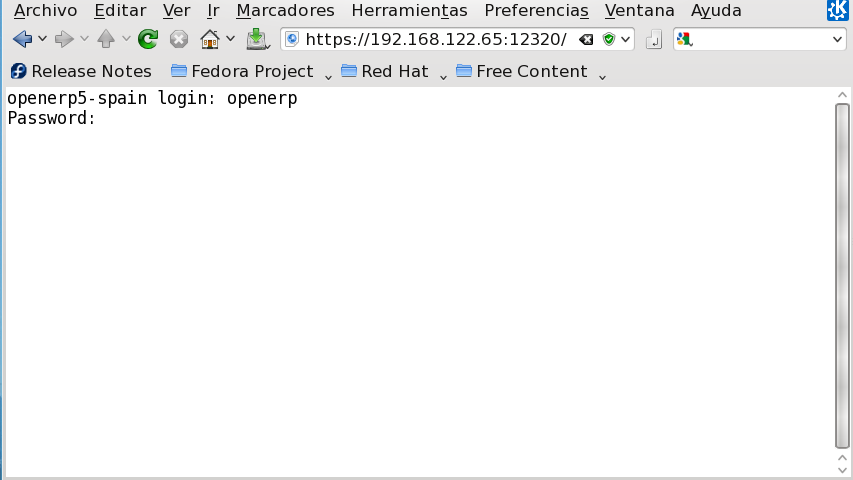 Archivo Editar Ver Ir Marcadores Herramientas Preferencias Ventana Ayuda
https://192.168.122.65:12320/
Release Notes Fedora Project Red Hat Free Content
openerp5-spain login: openerp
Password: